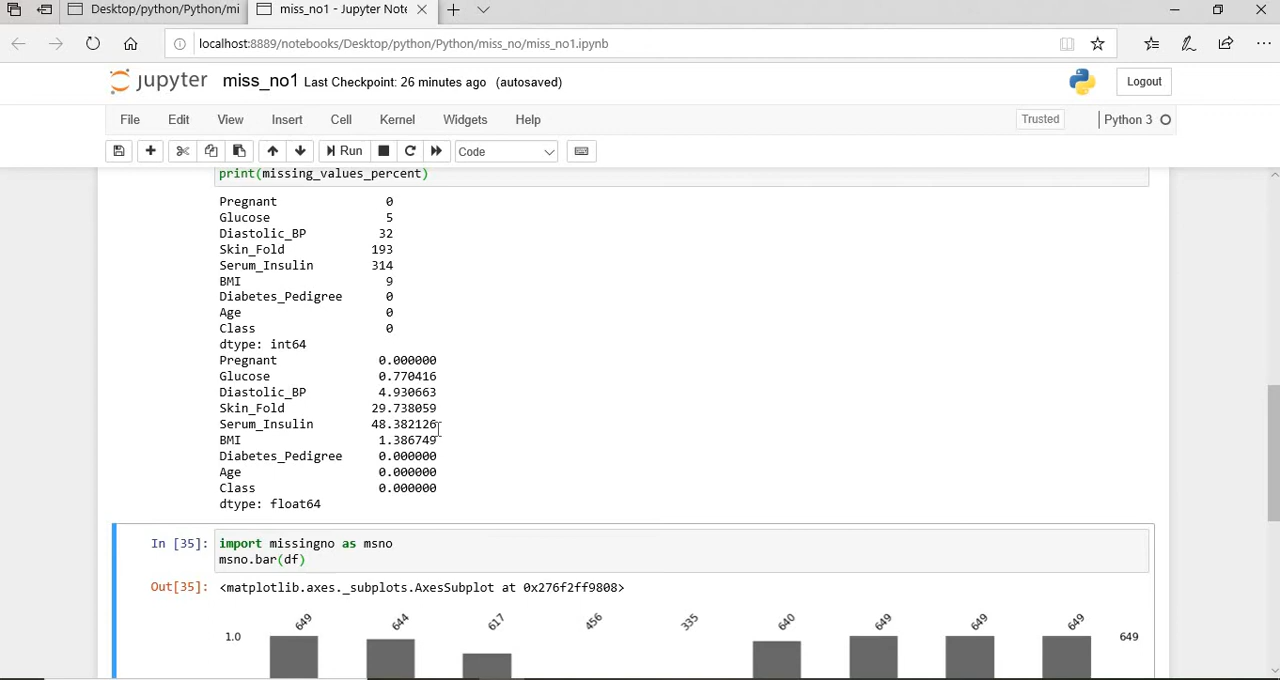 Desktop/python/Python/mi
miss_no1 - Jupyter Note
localhost:8889/notebooks/Desktop/python/Python/miss_no/miss_no1.ipynb
jupyter miss_no1 Last Checkpoint: 26 minutes ago (autosaved)
Logout
File Edit View Insert Cell Kernel Widgets Help
Trusted
Python 3
Run
Code
print(missing_values_percent)
Pregnant 0
Glucose 5
Diastolic_BP 32
Skin_Fold 193
Serum_Insulin 314
BMI 9
Diabetes_Pedigree 0
Age 0
Class 0
dtype: int64
Pregnant 0.000000
Glucose 0.770416
Diastolic_BP 4.930663
Skin_Fold 29.738059
Serum_Insulin 48.382126
BMI 1.386749
Diabetes_Pedigree 0.000000
Age 0.000000
Class 0.000000
dtype: float64
In [35]: import missingno as msno
msno.bar(df)
Out[35]: <matplotlib.axes._subplots.AxesSubplot at 0x276f2ff9808>
649 644 617 456 335 640 649 649 649
1.0 649